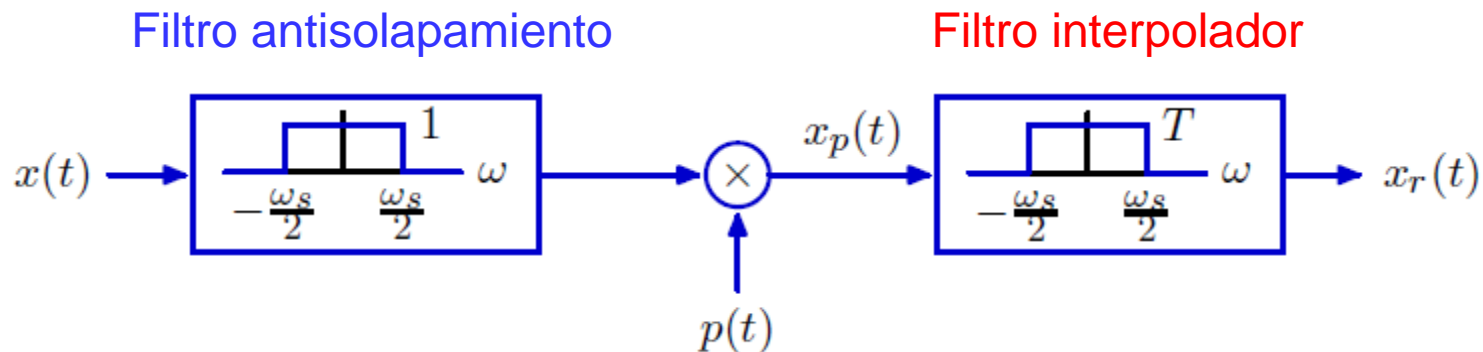 Filtro antisolapamiento Filtro interpolador
x(t) 1 ω x_p(t) T ω x_r(t)
-ω_s/2 ω_s/2 × -ω_s/2 ω_s/2
p(t)